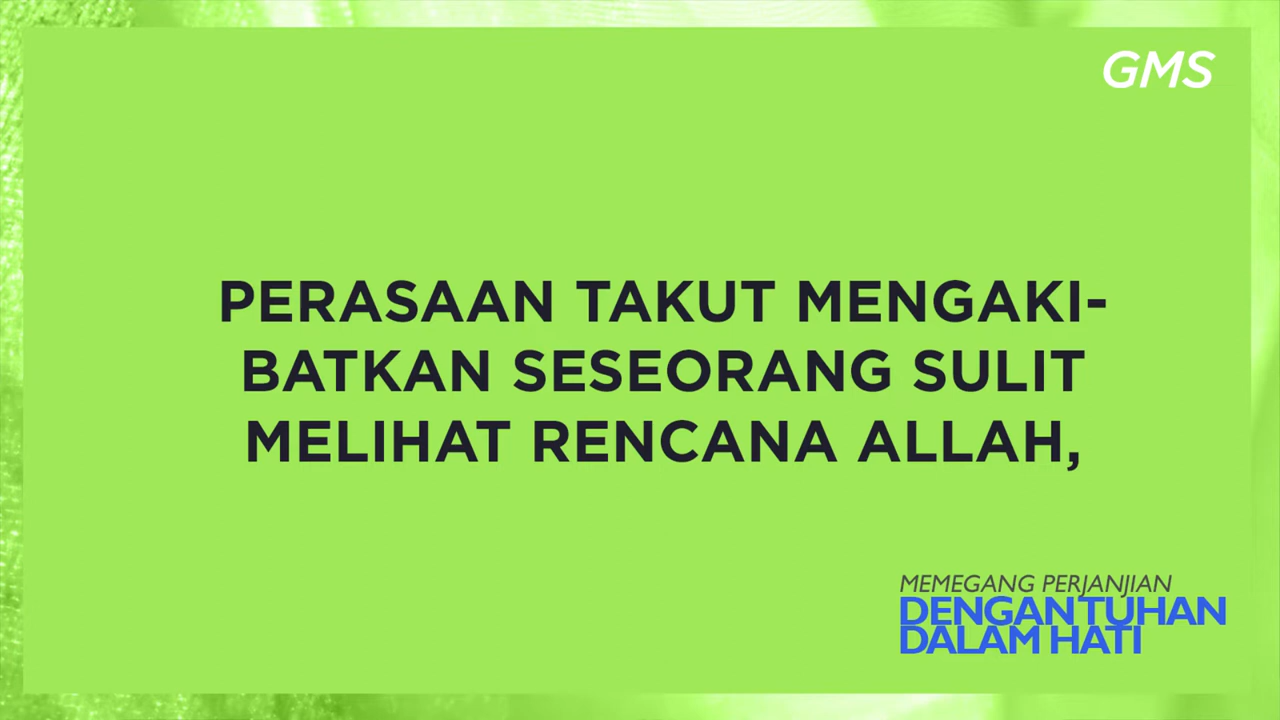 GMS
PERASAAN TAKUT MENGAKI-
BATKAN SESEORANG SULIT
MELIHAT RENCANA ALLAH,
MEMEGANG PERJANJIAN
DENGAN TUHAN
DALAM HATI